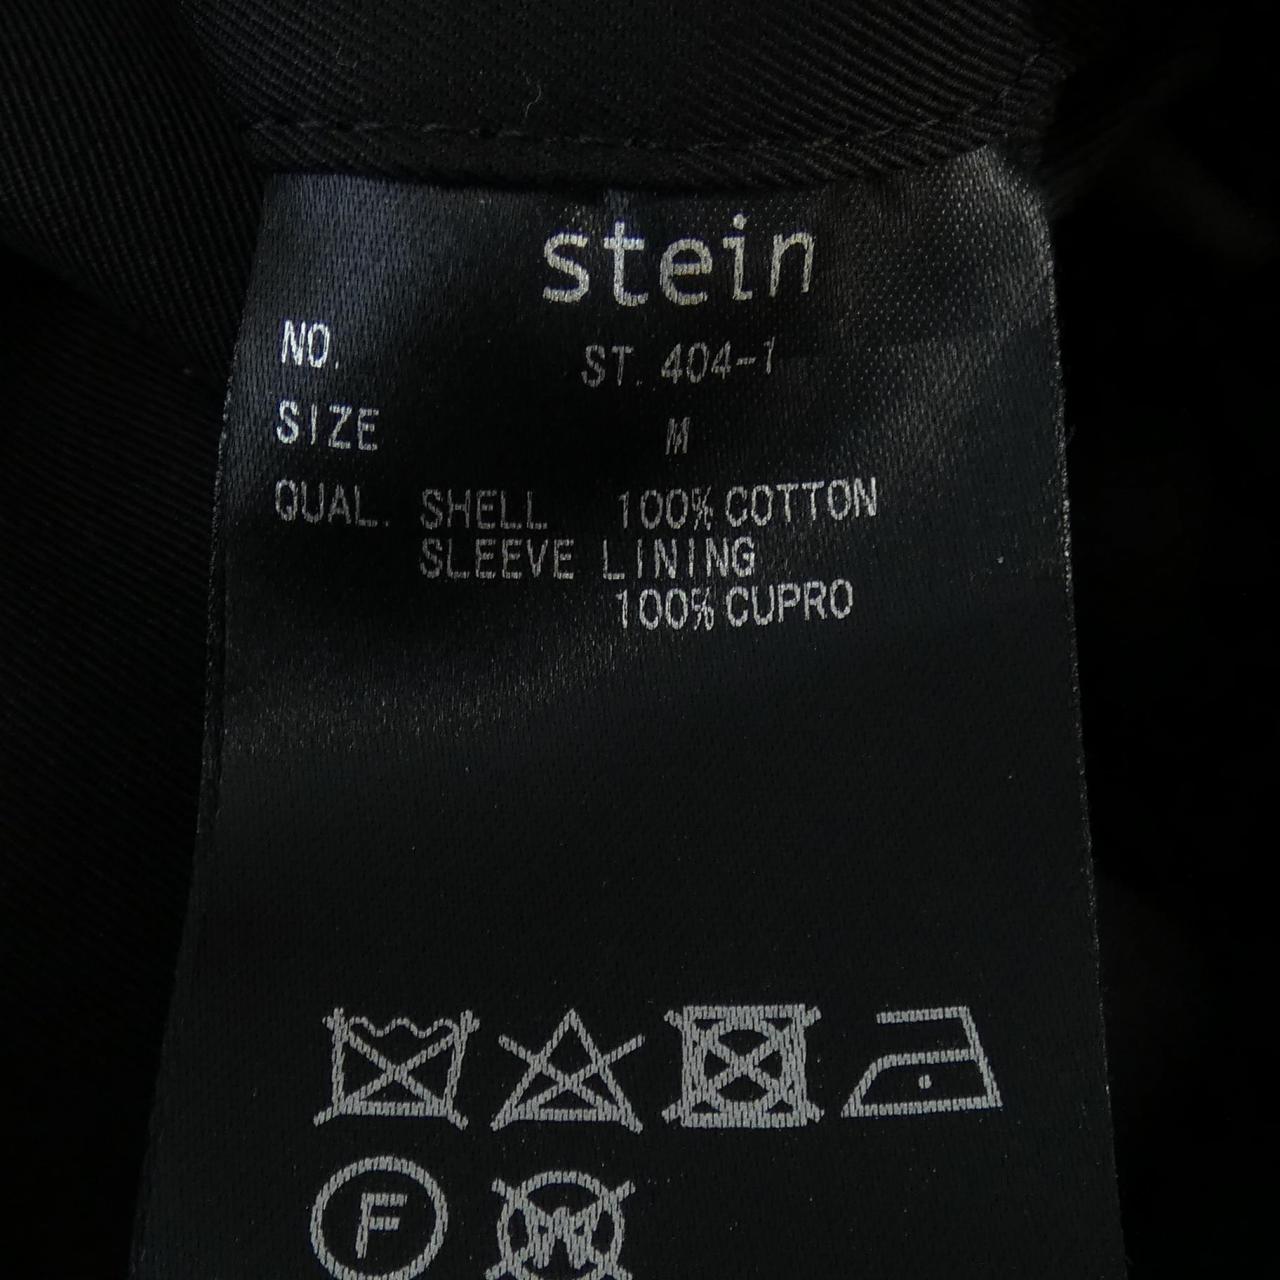 stein
NO. ST. 404-1
SIZE M
QUAL. SHELL 100% COTTON
SLEEVE LINING
100% CUPRO
F
W